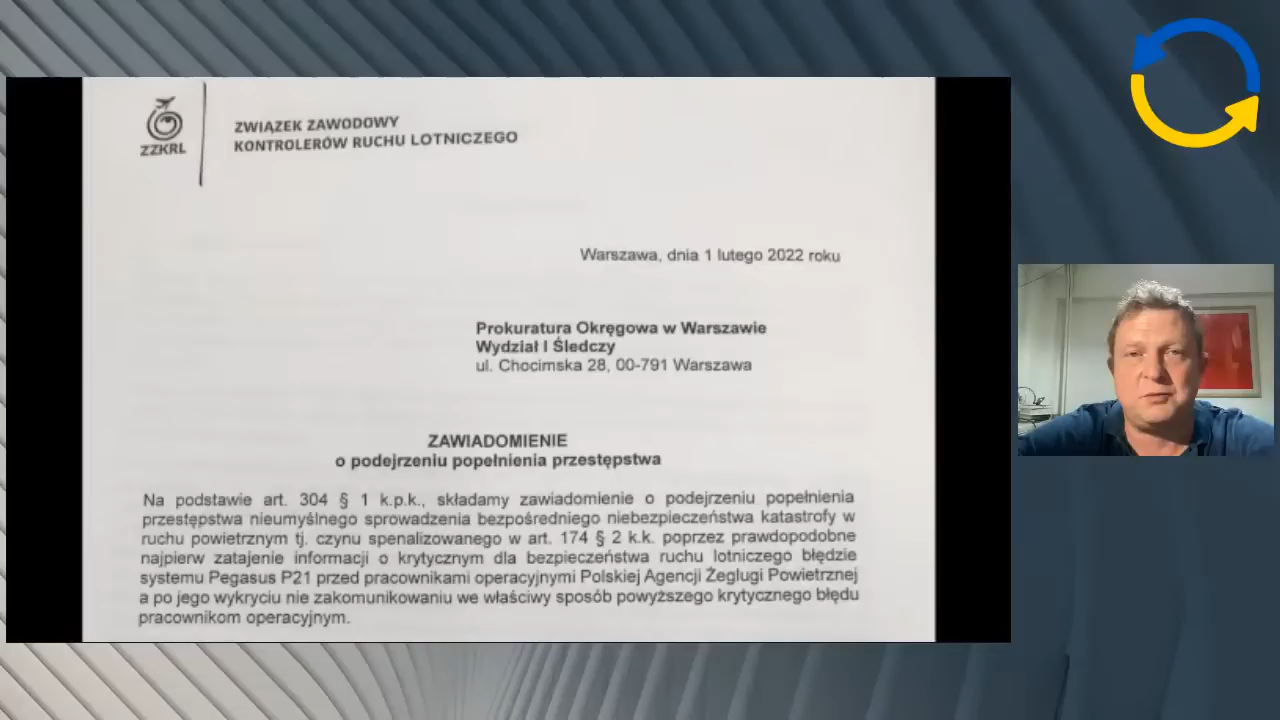 ZZKRL
ZWIĄZEK ZAWODOWY
KONTROLERÓW RUCHU LOTNICZEGO
Warszawa, dnia 1 lutego 2022 roku
Prokuratura Okręgowa w Warszawie
Wydział I Śledczy
ul. Chocimska 28, 00-791 Warszawa
ZAWIADOMIENIE
o podejrzeniu popełnienia przestępstwa
Na podstawie art. 304 § 1 k.p.k., składamy zawiadomienie o podejrzeniu popełnienia
przestępstwa nieumyślnego sprowadzenia bezpośredniego niebezpieczeństwa katastrofy w
ruchu powietrznym tj. czynu spenalizowanego w art. 174 § 2 k.k. poprzez prawdopodobne
najpierw zatajenie informacji o krytycznym dla bezpieczeństwa ruchu lotniczego błędzie
systemu Pegasus P21 przed pracownikami operacyjnymi Polskiej Agencji Żeglugi Powietrznej
a po jego wykryciu nie zakomunikowaniu we właściwy sposób powyższego krytycznego błędu
pracownikom operacyjnym.